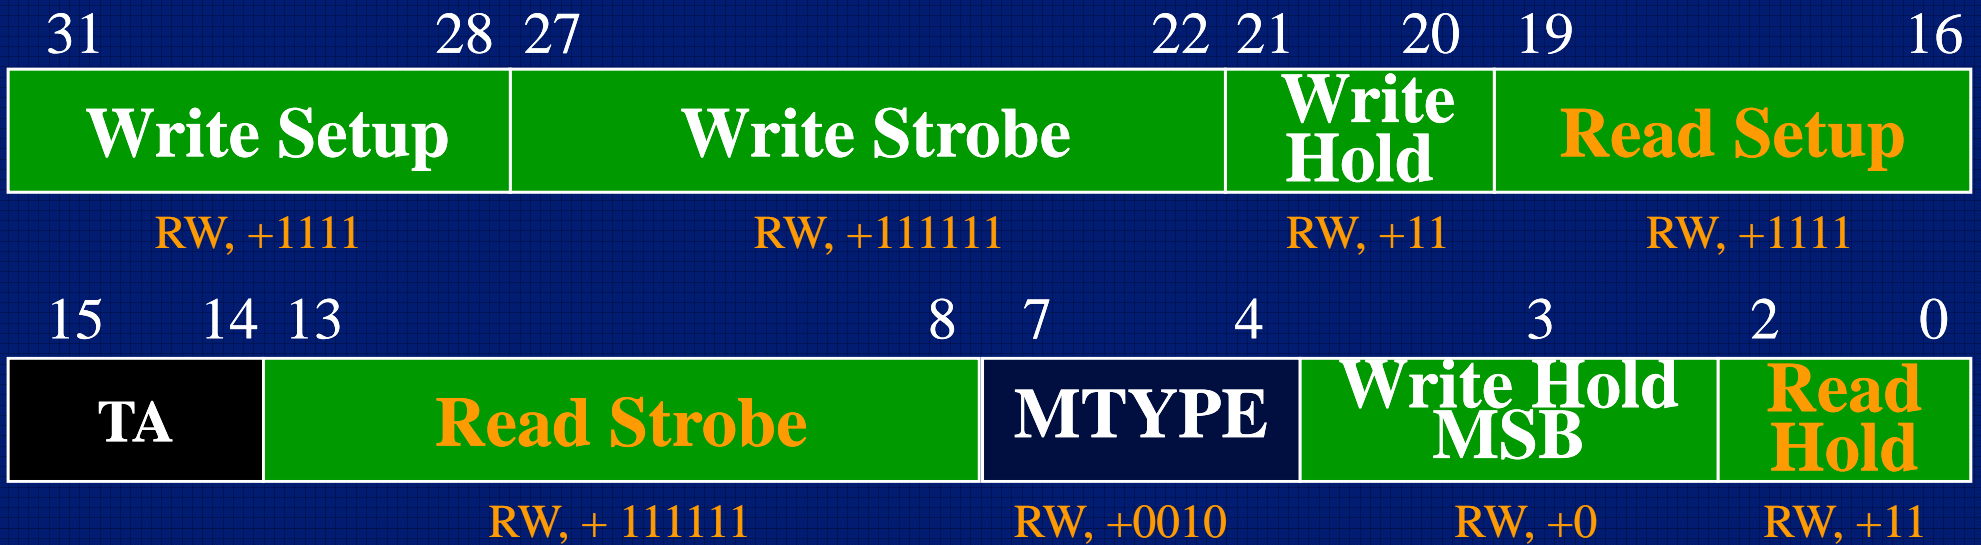 31 28 27 22 21 20 19 16
Write Setup Write Strobe Write Hold Read Setup
RW, +1111 RW, +111111 RW, +11 RW, +1111
15 14 13 8 7 4 3 2 0
TA Read Strobe MTYPE Write Hold MSB Read Hold
RW, + 111111 RW, +0010 RW, +0 RW, +11